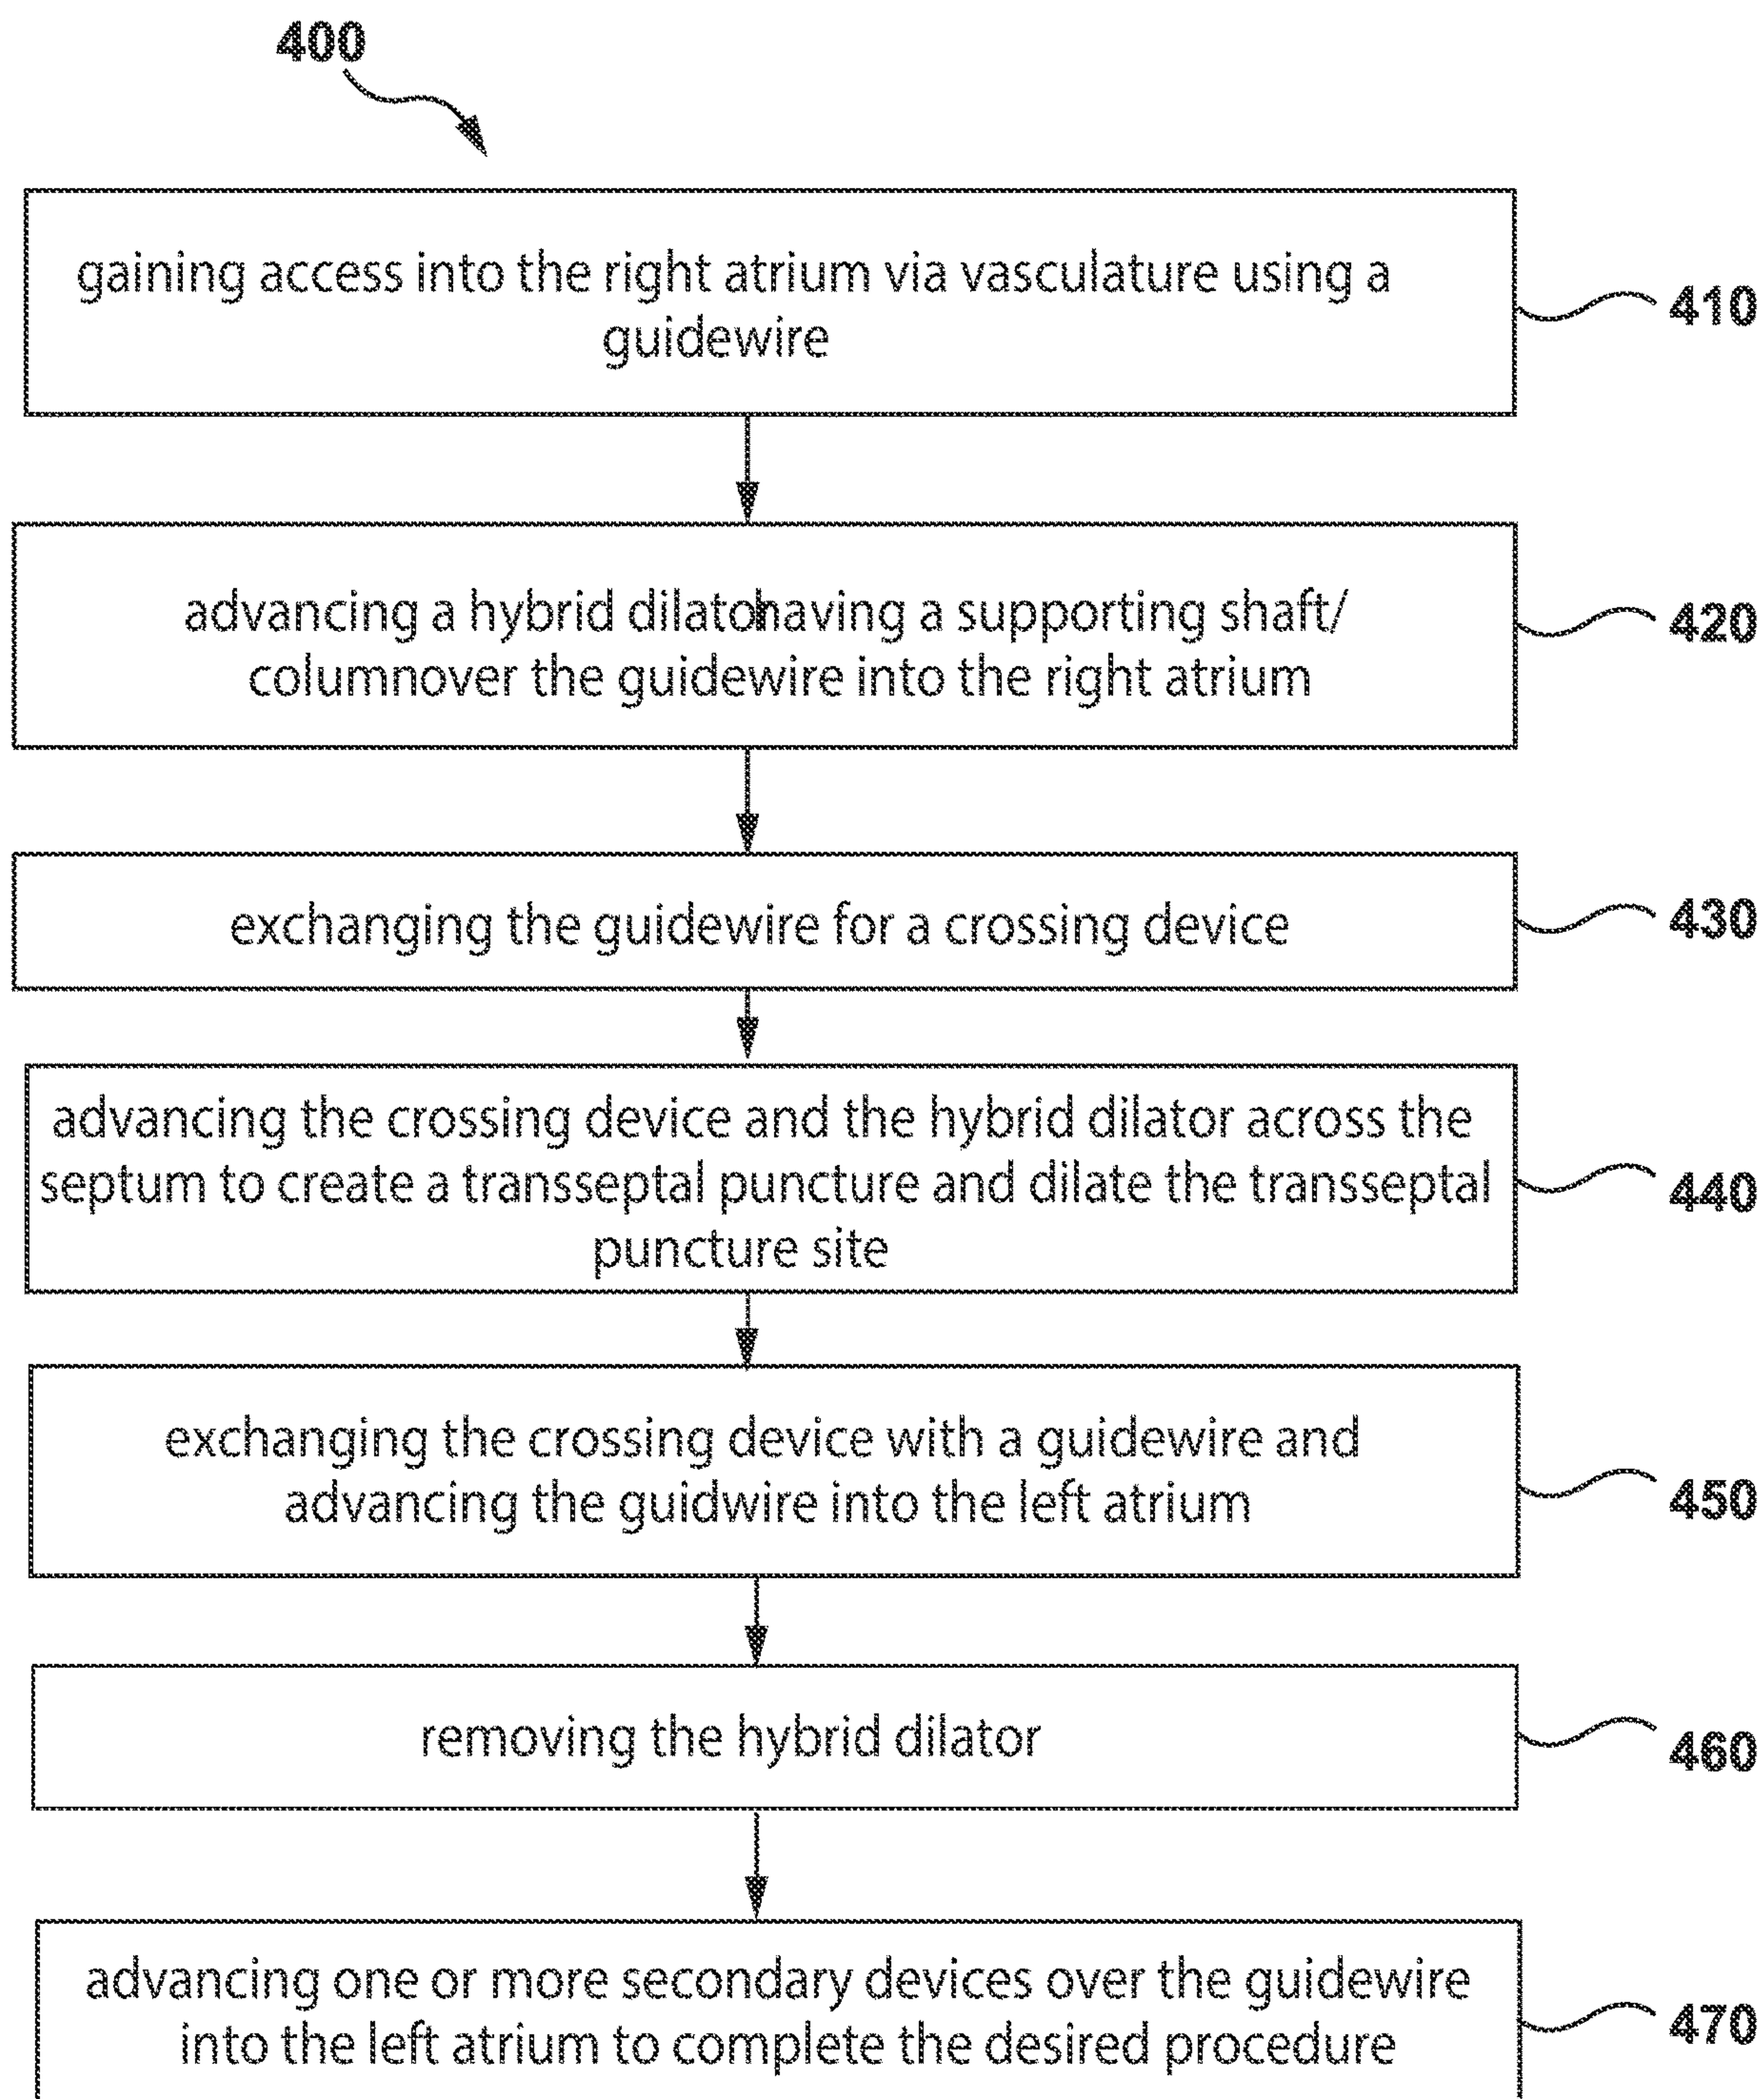 400
gaining access into the right atrium via vasculature using a
guidewire
410
advancing a hybrid dilatorhaving a supporting shaft/
columnover the guidewire into the right atrium
420
exchanging the guidewire for a crossing device
430
advancing the crossing device and the hybrid dilator across the
septum to create a transseptal puncture and dilate the transseptal
puncture site
440
exchanging the crossing device with a guidewire and
advancing the guidwire into the left atrium
450
removing the hybrid dilator
460
advancing one or more secondary devices over the guidewire
into the left atrium to complete the desired procedure
470